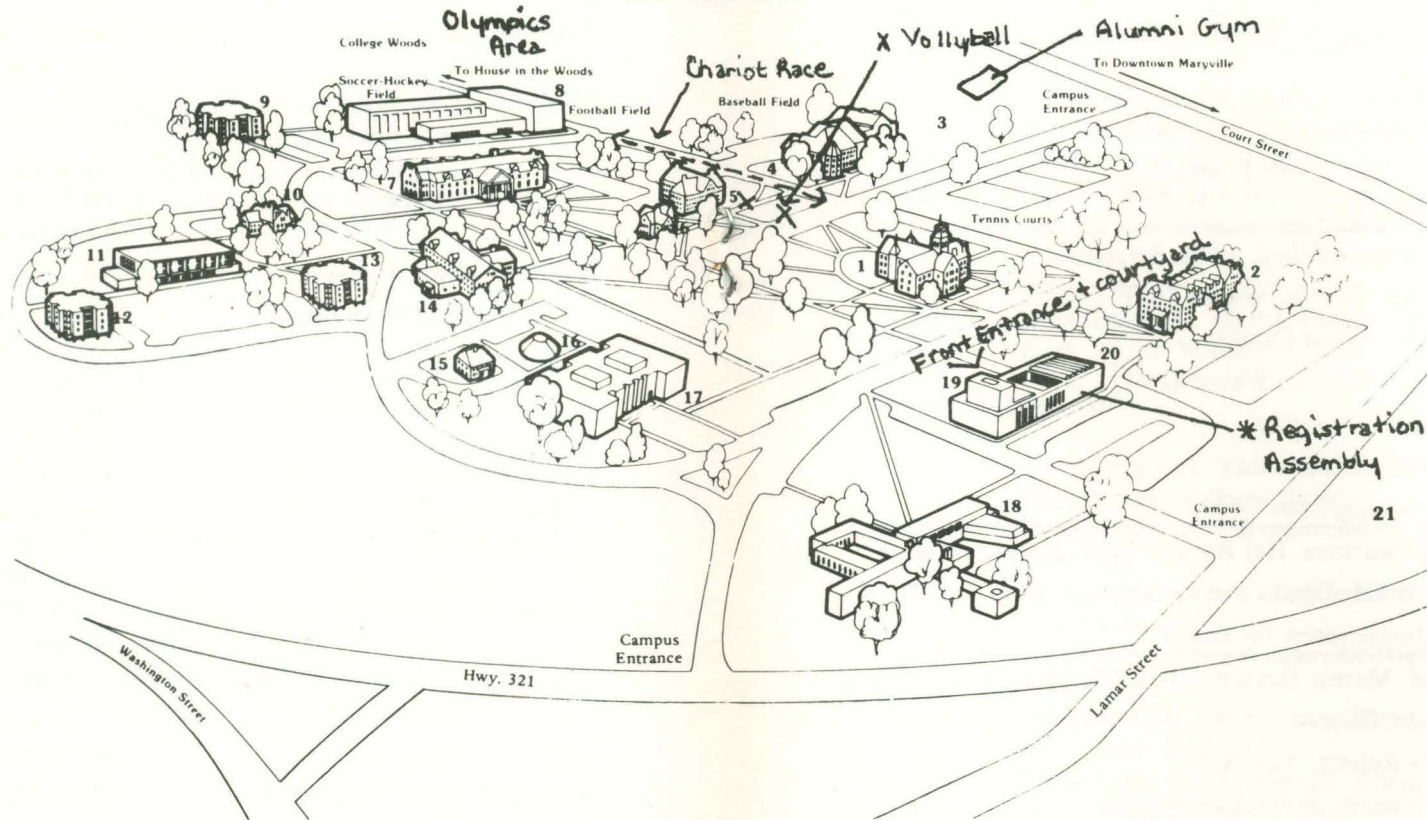 Olympics
Area
X Vollyball
Alumni Gym
College Woods
To House in the Woods
Chariot Race
To Downtown Maryville
Soccer-Hockey
Field
8
9
Football Field
Baseball Field
Campus
Entrance
3
Court Street
4
7
5
X
X
10
Tennis Courts
11
13
1
2
12
14
Front Entrance + courtyard
16
15
20
19
17
* Registration
Assembly
18
Campus
Entrance
21
Campus
Entrance
Washington Street
Hwy. 321
Lamar Street